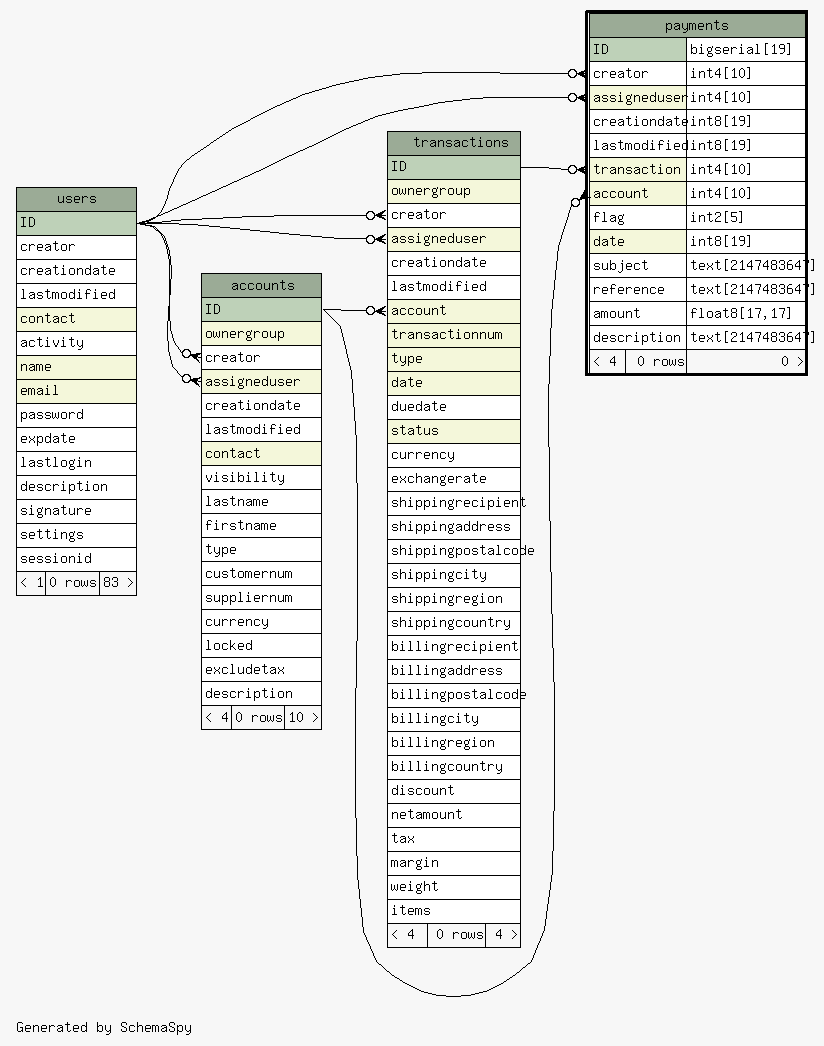 payments
ID bigserial[19]
creator int4[10]
assigneduser int4[10]
creationdate int8[19]
lastmodified int8[19]
transaction int4[10]
account int4[10]
flag int2[5]
date int8[19]
subject text[2147483647]
reference text[2147483647]
amount float8[17,17]
description text[2147483647]
< 4 0 rows 0 >
transactions
ID
ownergroup
creator
assigneduser
creationdate
lastmodified
account
transactionnum
type
date
duedate
status
currency
exchangerate
shippingrecipient
shippingaddress
shippingpostalcode
shippingcity
shippingregion
shippingcountry
billingrecipient
billingaddress
billingpostalcode
billingcity
billingregion
billingcountry
discount
netamount
tax
margin
weight
items
< 4 0 rows 4 >
users
ID
creator
creationdate
lastmodified
contact
activity
name
email
password
expdate
lastlogin
description
signature
settings
sessionid
< 1 0 rows 83 >
accounts
ID
ownergroup
creator
assigneduser
creationdate
lastmodified
contact
visibility
lastname
firstname
type
customernum
suppliernum
currency
locked
excludetax
description
< 4 0 rows 10 >
Generated by SchemaSpy